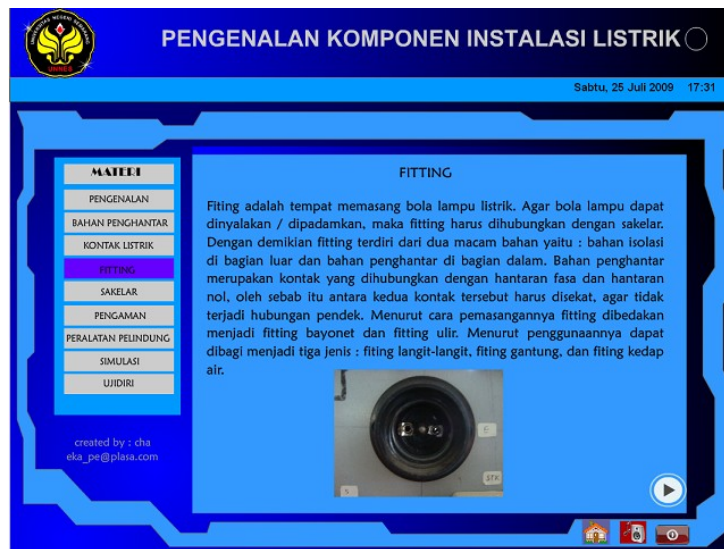 PENGENALAN KOMPONEN INSTALASI LISTRIK
Sabtu, 25 Juli 2009 17:31
MATERI
PENGENALAN
BAHAN PENGHANTAR
KONTAK LISTRIK
FITTING
SAKELAR
PENGAMAN
PERALATAN PELINDUNG
SIMULASI
UJIDIRI
created by : cha
eka_pe@plasa.com
FITTING
Fiting adalah tempat memasang bola lampu listrik. Agar bola lampu dapat
dinyalakan / dipadamkan, maka fitting harus dihubungkan dengan sakelar.
Dengan demikian fitting terdiri dari dua macam bahan yaitu : bahan isolasi
di bagian luar dan bahan penghantar di bagian dalam. Bahan penghantar
merupakan kontak yang dihubungkan dengan hantaran fasa dan hantaran
nol, oleh sebab itu antara kedua kontak tersebut harus disekat, agar tidak
terjadi hubungan pendek. Menurut cara pemasangannya fitting dibedakan
menjadi fitting bayonet dan fitting ulir. Menurut penggunaannya dapat
dibagi menjadi tiga jenis : fiting langit-langit, fiting gantung, dan fiting kedap
air.